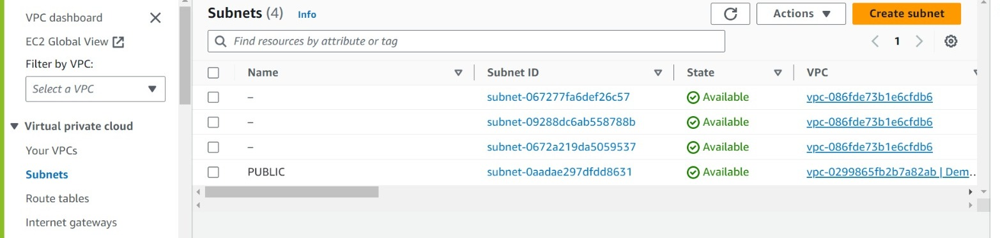 VPC dashboard
EC2 Global View
Filter by VPC:
Select a VPC
Virtual private cloud
Your VPCs
Subnets
Route tables
Internet gateways
Subnets (4) Info
Actions
Create subnet
Find resources by attribute or tag
1
Name Subnet ID State VPC
– subnet-067277fa6def26c57 Available vpc-086fde73b1e6cfdb6
– subnet-09288dc6ab558788b Available vpc-086fde73b1e6cfdb6
– subnet-0672a219da5059537 Available vpc-086fde73b1e6cfdb6
PUBLIC subnet-0aadae297dfdd8631 Available vpc-0299865fb2b7a82ab | Dem...